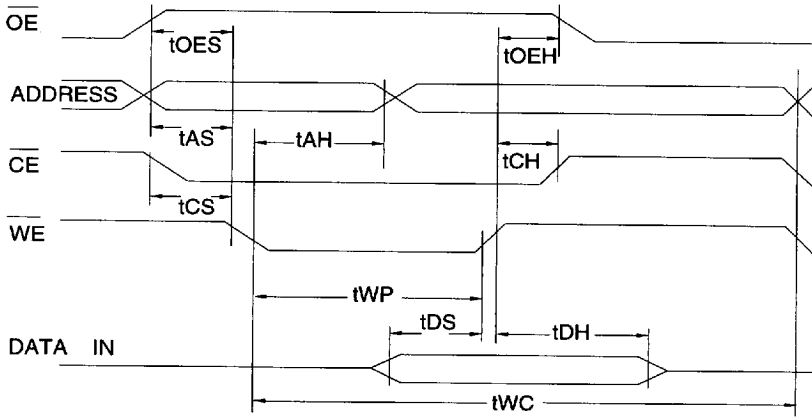 OE
tOES
tOEH
ADDRESS
tAS
tAH
tCH
CE
tCS
WE
tWP
tDS
tDH
DATA IN
tWC